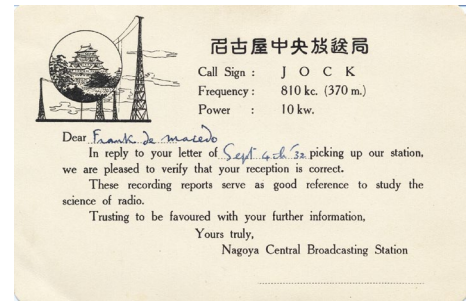 名古屋中央放送局
Call Sign : J O C K
Frequency : 810 kc. (370 m.)
Power : 10 kw.
Dear Frank de Macedo
In reply to your letter of Sept 4th '32 picking up our station,
we are pleased to verify that your reception is correct.
These recording reports serve as good reference to study the
science of radio.
Trusting to be favoured with your further information,
Yours truly,
Nagoya Central Broadcasting Station